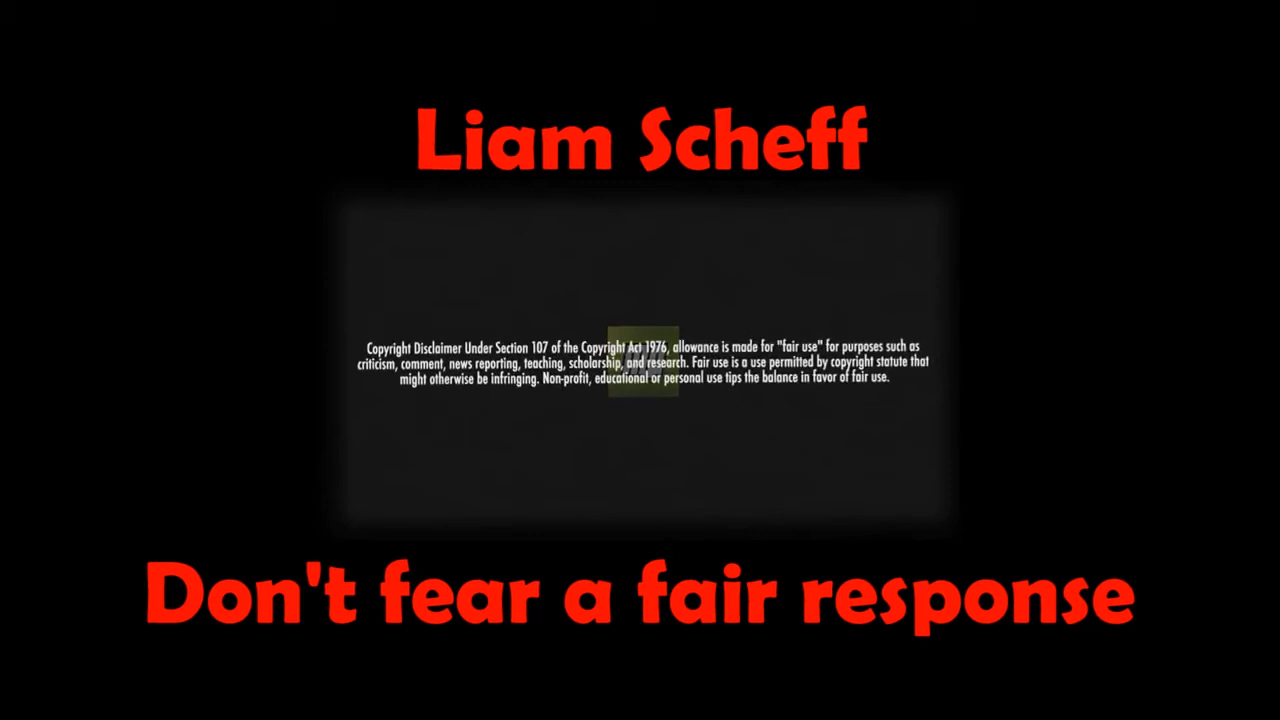 Liam Scheff
Copyright Disclaimer Under Section 107 of the Copyright Act 1976, allowance is made for "fair use" for purposes such as
criticism, comment, news reporting, teaching, scholarship, and research. Fair use is a use permitted by copyright statute that
might otherwise be infringing. Non-profit, educational or personal use tips the balance in favor of fair use.
Don't fear a fair response